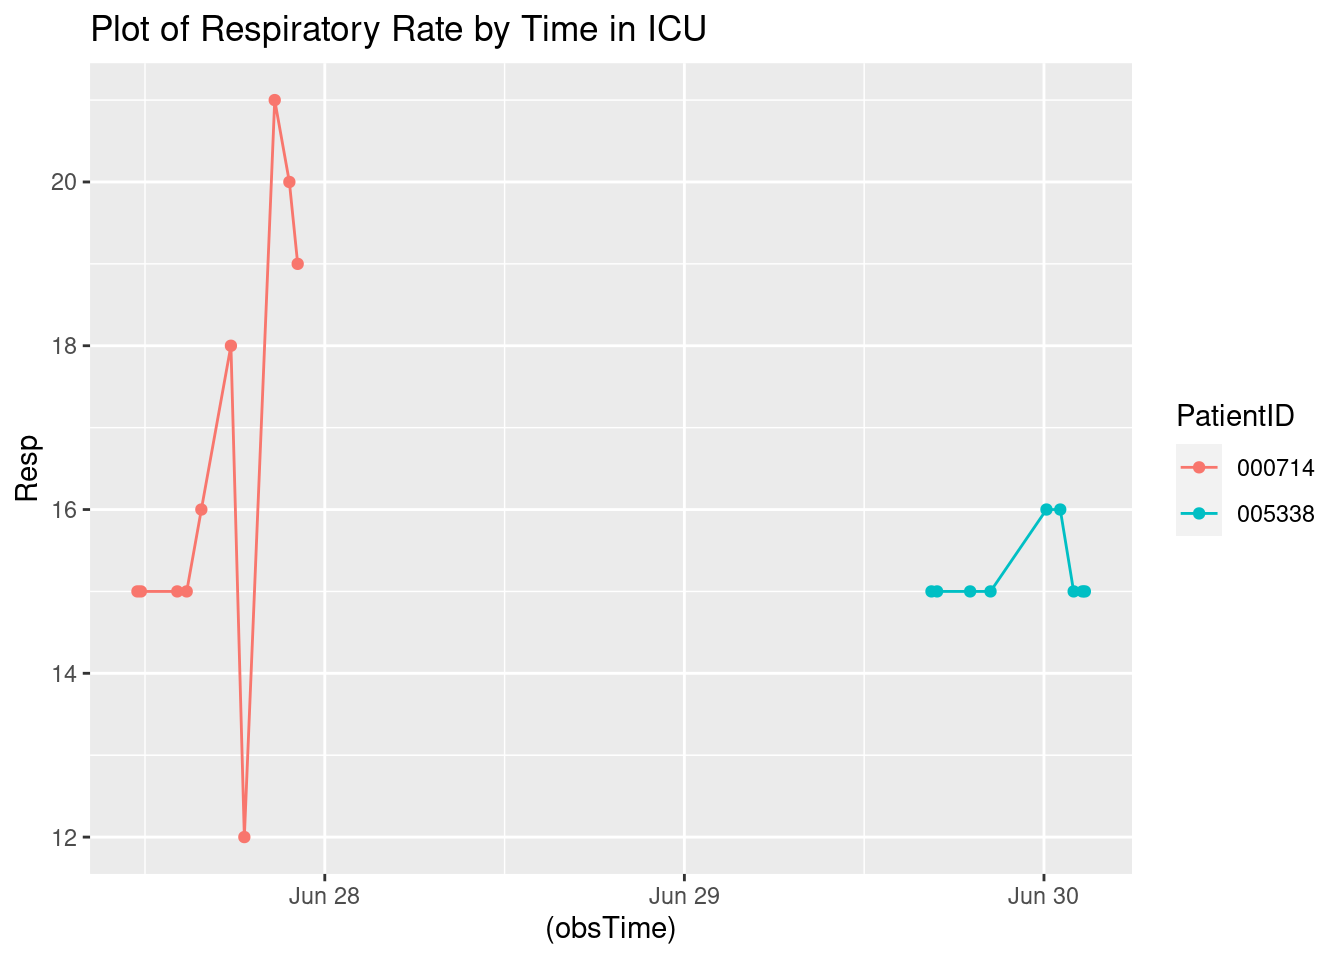 Plot of Respiratory Rate by Time in ICU
20
18
16
14
12
Resp
Jun 28
Jun 29
Jun 30
(obsTime)
PatientID
000714
005338